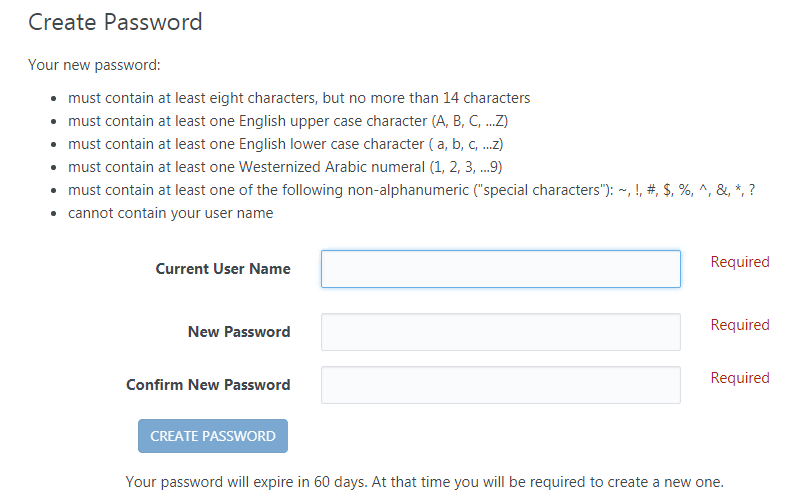 Create Password
Your new password:
• must contain at least eight characters, but no more than 14 characters
• must contain at least one English upper case character (A, B, C, ...Z)
• must contain at least one English lower case character ( a, b, c, ...z)
• must contain at least one Westernized Arabic numeral (1, 2, 3, ...9)
• must contain at least one of the following non-alphanumeric ("special characters"): ~, !, #, $, %, ^, &, *, ?
• cannot contain your user name
Current User Name Required
New Password Required
Confirm New Password Required
CREATE PASSWORD
Your password will expire in 60 days. At that time you will be required to create a new one.